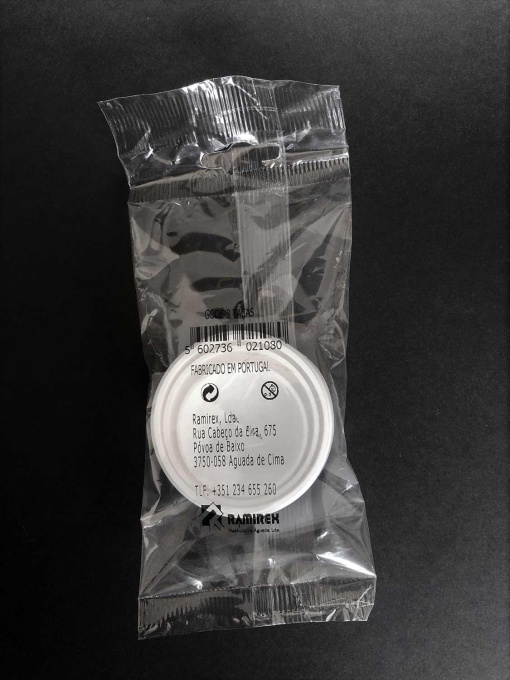 5 602736 021080
FABRICADO EM PORTUGAL
Ramirex, Lda.
Rua Cabeço da Eira, 675
Póvoa de Baixo
3750-058 Aguada de Cima
TLF: +351 234 655 260
RAMIREX